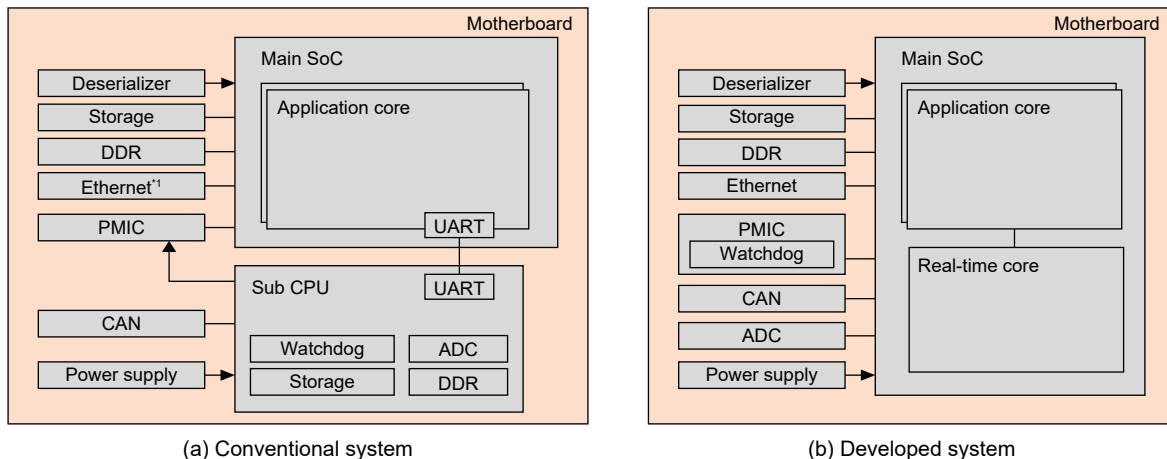 Motherboard
Main SoC
Deserializer
Application core
Storage
DDR
Ethernet*1
PMIC
UART
Sub CPU
UART
CAN
Watchdog
ADC
Power supply
Storage
DDR
(a) Conventional system
Motherboard
Main SoC
Deserializer
Application core
Storage
DDR
Ethernet
PMIC
Watchdog
Real-time core
CAN
ADC
Power supply
(b) Developed system